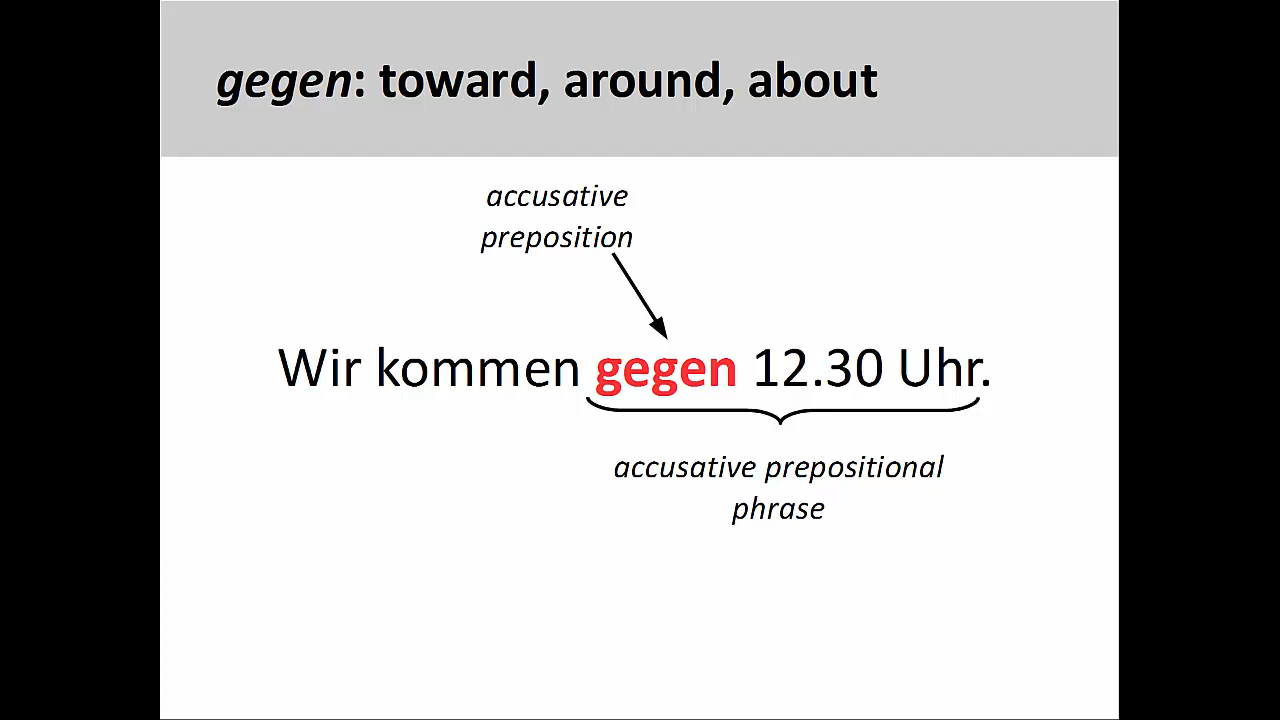 gegen: toward, around, about
accusative
preposition
Wir kommen gegen 12.30 Uhr.
accusative prepositional
phrase